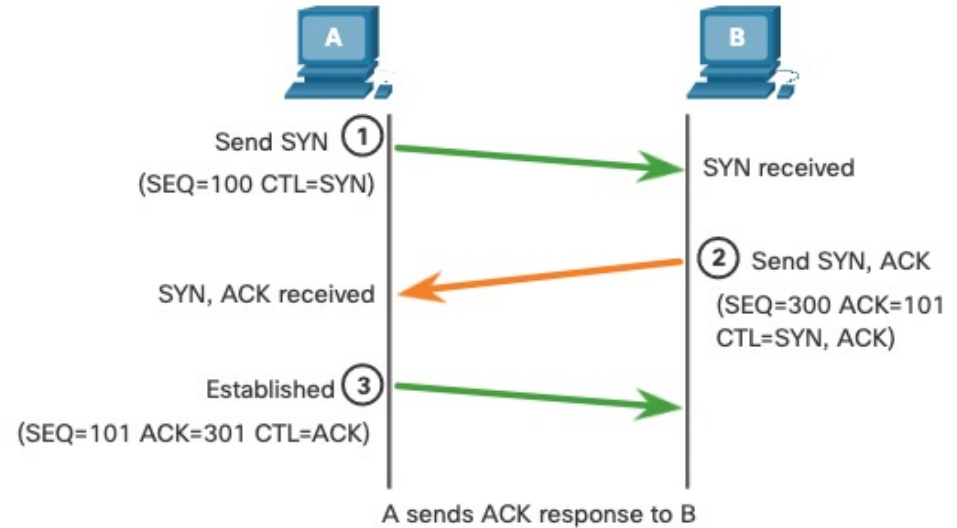 A
B
Send SYN 1
(SEQ=100 CTL=SYN)
SYN received
2 Send SYN, ACK
SYN, ACK received
(SEQ=300 ACK=101
CTL=SYN, ACK)
Established 3
(SEQ=101 ACK=301 CTL=ACK)
A sends ACK response to B